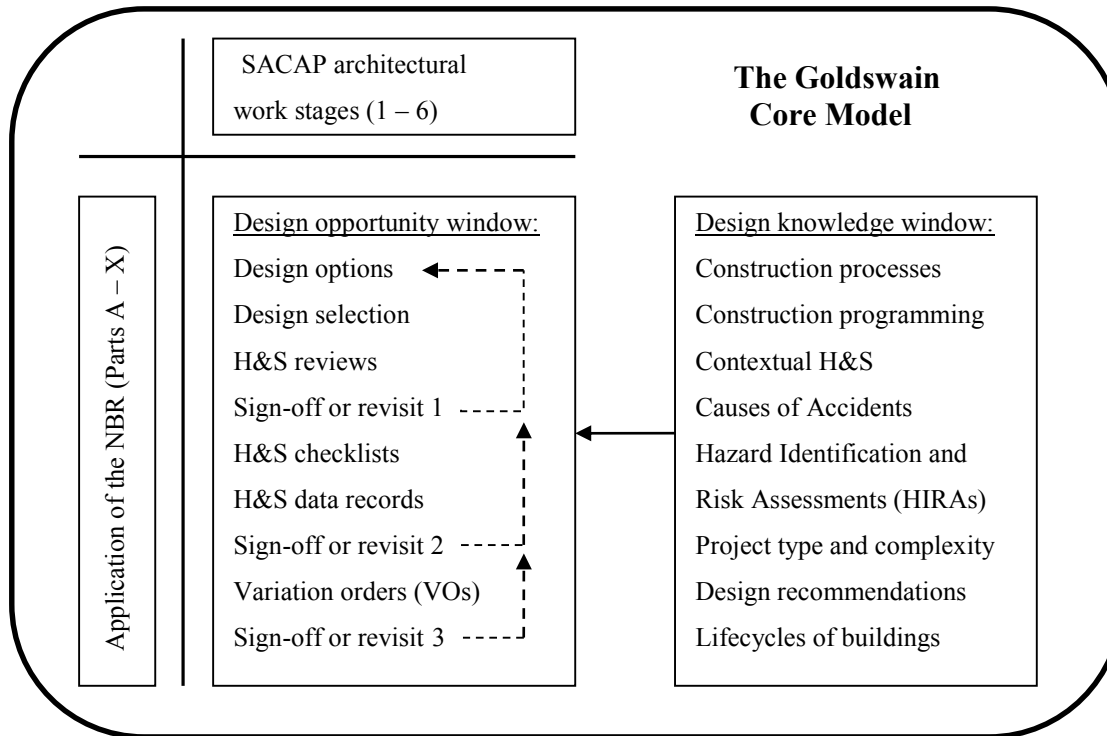 SACAP architectural
work stages (1 – 6)
The Goldswain
Core Model
Application of the NBR (Parts A – X)
Design opportunity window:
Design options
Design selection
H&S reviews
Sign-off or revisit 1
H&S checklists
H&S data records
Sign-off or revisit 2
Variation orders (VOs)
Sign-off or revisit 3
Design knowledge window:
Construction processes
Construction programming
Contextual H&S
Causes of Accidents
Hazard Identification and
Risk Assessments (HIRAs)
Project type and complexity
Design recommendations
Lifecycles of buildings